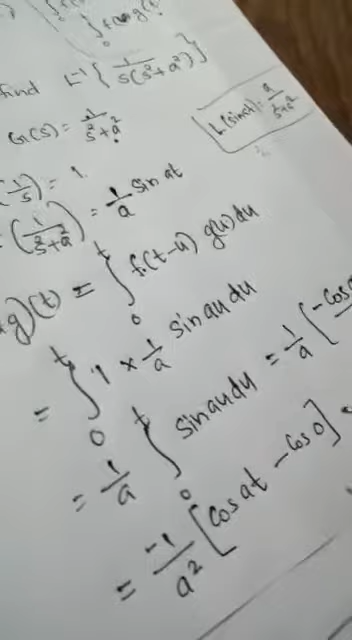 find L⁻¹{1/(s(s²+a²))}
G(s) = 1/(s²+a²)
L(sinat) = a/(s²+a²)
(1/s) = 1.
(1/(s²+a²)) = 1/a sin at
g)(t) = ∫₀ᵗ f(t-u) g(u) du
= ∫₀ᵗ 1 × 1/a sin au du
= 1/a ∫₀ᵗ sin au du = 1/a [-cos
= -1/a² [cos at - cos 0]